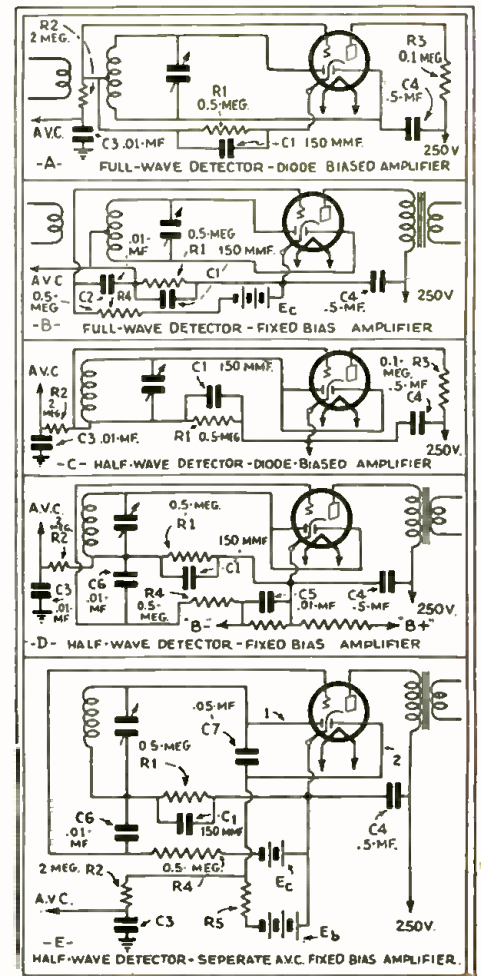 R2
2 MEG.
R3
0.1 MEG.
R1
0.5-MEG.
C4
.5-MF
A.V.C.
C3 .01-MF
C1 150 MMF.
250V
-A- FULL-WAVE DETECTOR - DIODE BIASED AMPLIFIER
.01-
MF
0.5-MEG
R1 150 MMF.
C1
A V C
0.5-
MEG
C2 R4
Ec
C4
.5-MF.
250V
-B- FULL-WAVE DETECTOR - FIXED BIAS AMPLIFIER
A.V.C
R2
2
MEG.
C1 150 MMF.
0.1-
MEG. R3
.5-MF
C4
C3 .01-MF.
R1 0.5-MEG
250V.
-C- HALF-WAVE DETECTOR - DIODE-BIASED AMPLIFIER
A.V.C.
2
MEG.
R2
0.5-MEG.
R1
150 MMF
C1
C3
.01-
MF
C6
.01-
MF
R4
0.5-
MEG.
C5
.01-MF
C4
.5-MF
250V.
"B-"
"B+"
-D- HALF-WAVE DETECTOR - FIXED BIAS AMPLIFIER
.05-MF
C7
1
2
0.5-MEG
R1
C6
.01-
MF
C1
150 MMF
C4
.5-MF.
0.5-MEG.
R4
Ec
2 MEG. R2
A.V.C.
C3
R5
Eb
250V.
-E-
HALF-WAVE DETECTOR - SEPERATE A.V.C. FIXED BIAS AMPLIFIER.